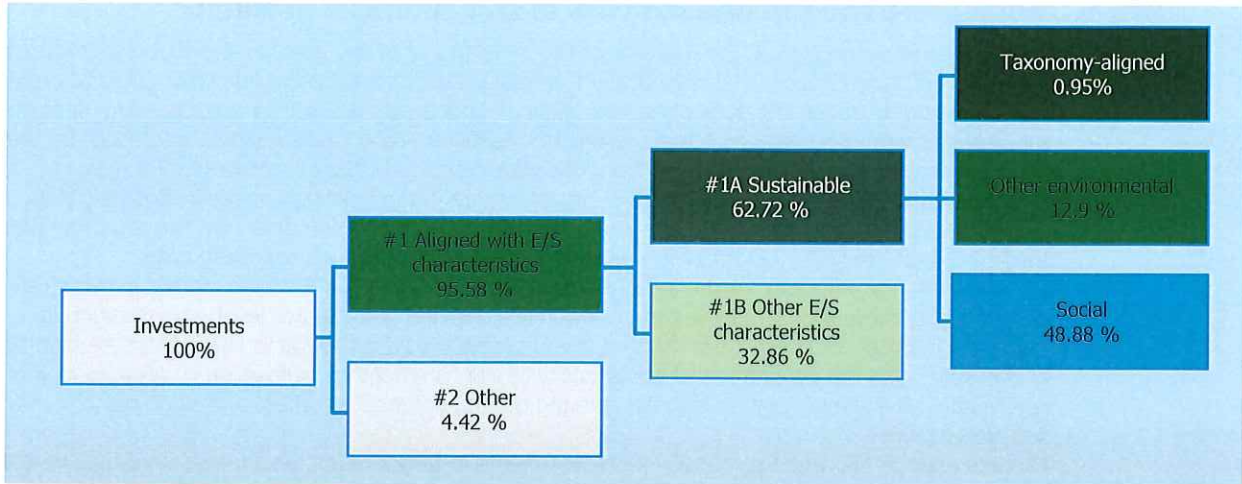 Taxonomy-aligned
0.95%
#1A Sustainable
62.72 %
Other environmental
12.9 %
#1 Aligned with E/S
characteristics
95.58 %
Investments
100%
#1B Other E/S
characteristics
32.86 %
Social
48.88 %
#2 Other
4.42 %